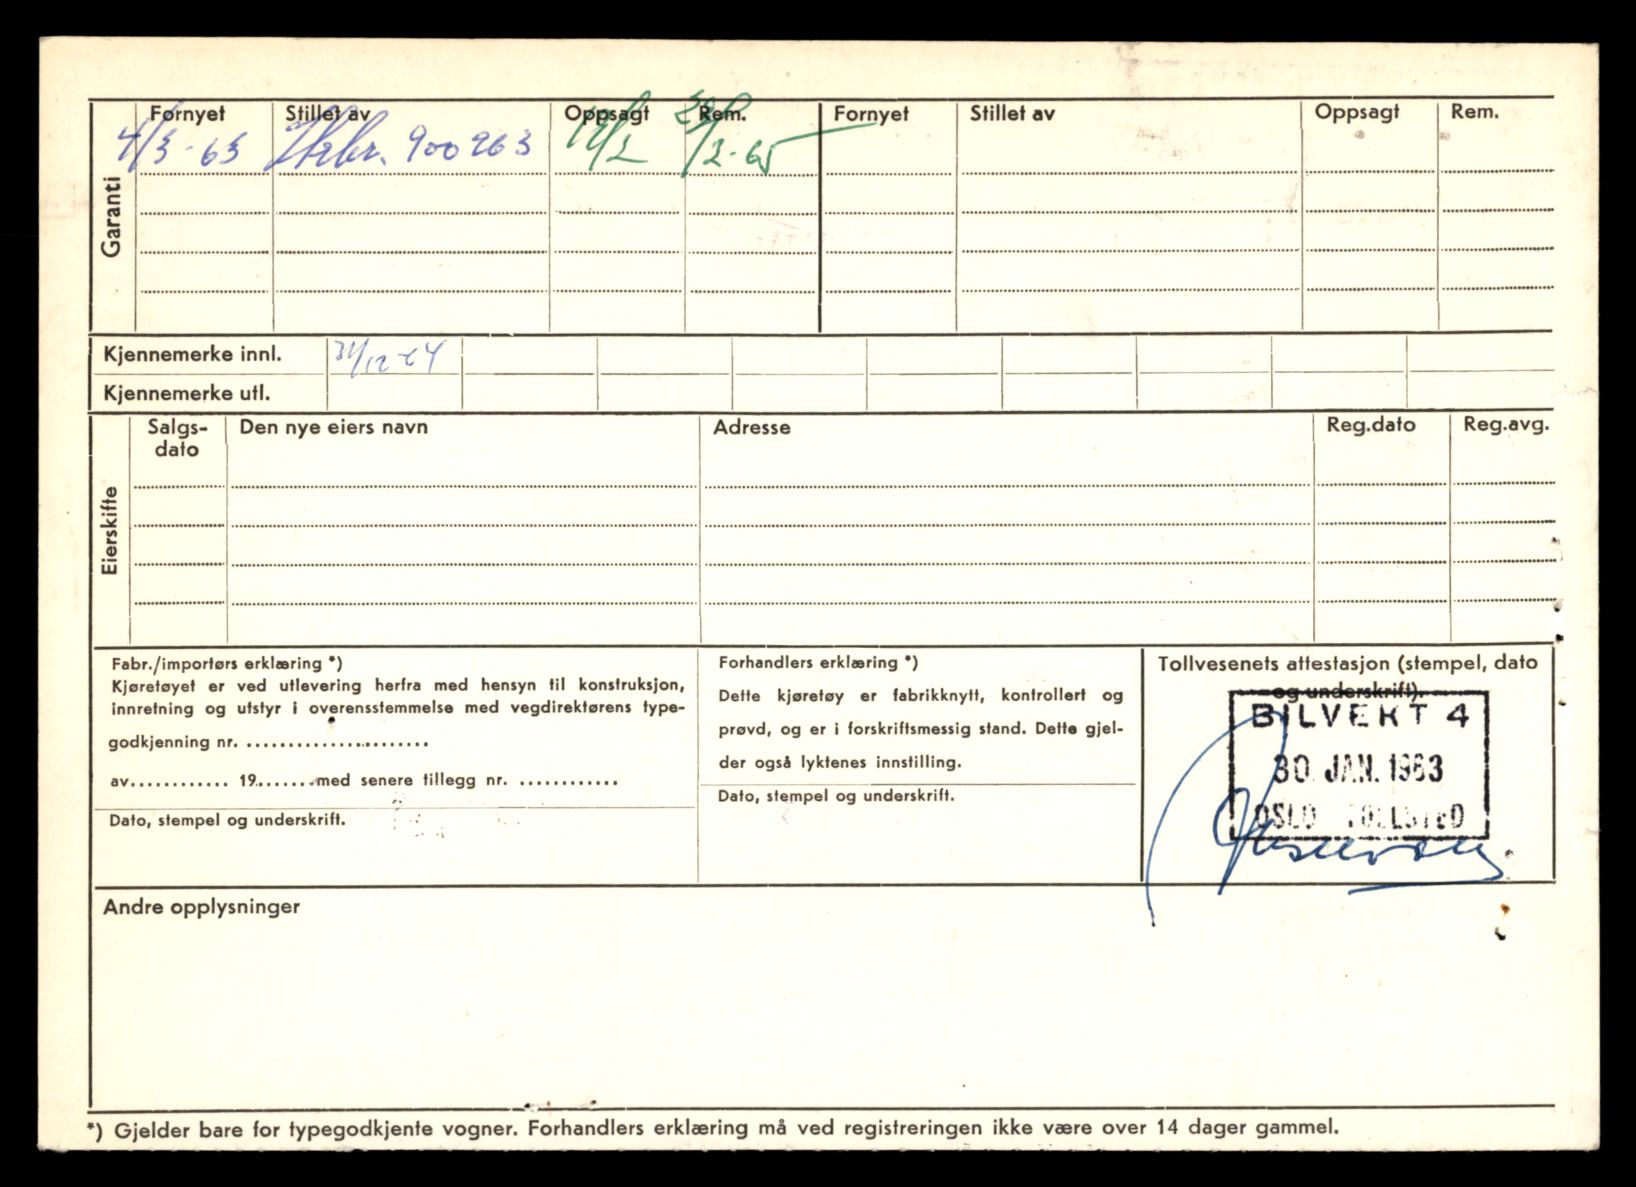 Garanti
Fornyet Stillet av Oppsagt Rem. Fornyet Stillet av Oppsagt Rem.
4/3-63 900263 /2-65
Kjennemerke innl. 31/12-64
Kjennemerke utl.
Eierskifte
Salgs-
dato Den nye eiers navn Adresse Reg.dato Reg.avg.
Fabr./importørs erklæring *)
Kjøretøyet er ved utlevering herfra med hensyn til konstruksjon,
innretning og utstyr i overensstemmelse med vegdirektørens type-
godkjenning nr. ......................
av............ 19.......med senere tillegg nr. ............
Dato, stempel og underskrift.
Forhandlers erklæring *)
Dette kjøretøy er fabrikknytt, kontrollert og
prøvd, og er i forskriftsmessig stand. Dette gjel-
der også lyktenes innstilling.
Dato, stempel og underskrift.
Tollvesenets attestasjon (stempel, dato
og underskrift).
BILVEKT 4
30. JAN. 1963
OSLO TOLLSTED
Andre opplysninger
*) Gjelder bare for typegodkjente vogner. Forhandlers erklæring må ved registreringen ikke være over 14 dager gammel.